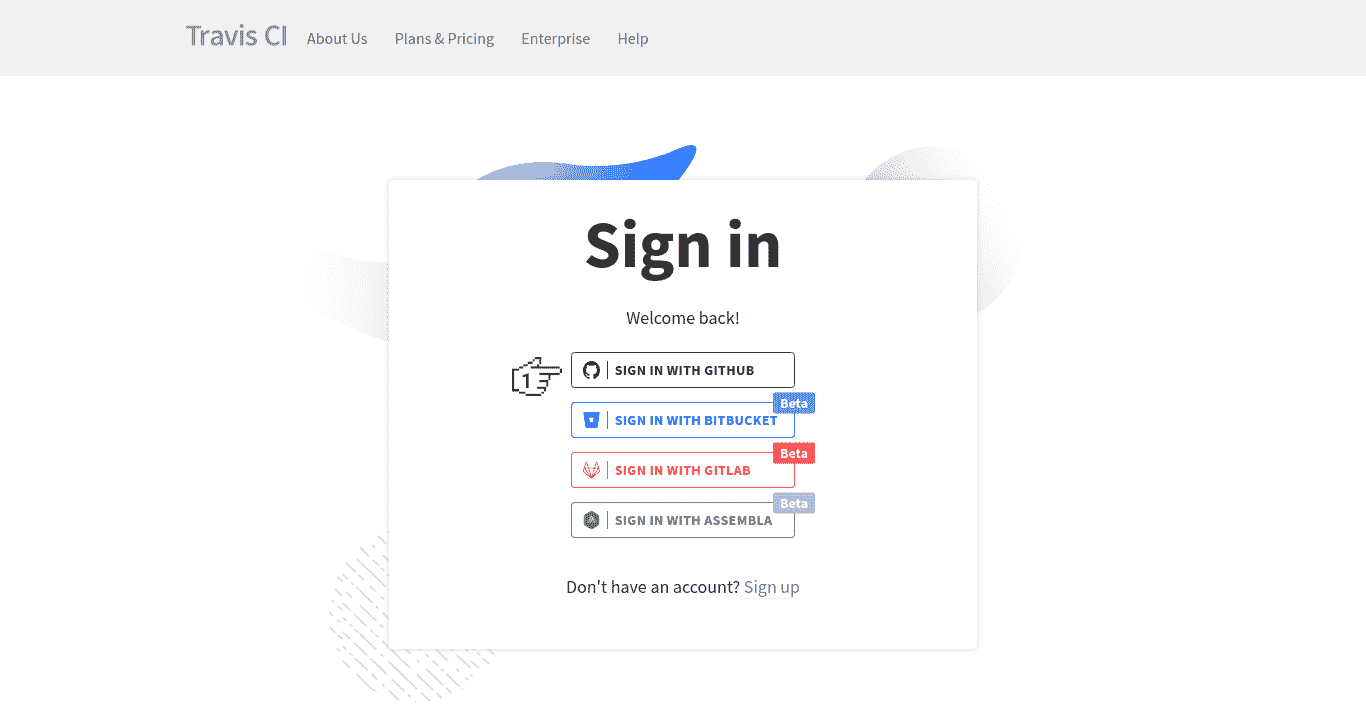 Travis CI About Us Plans & Pricing Enterprise Help
Sign in
Welcome back!
1
SIGN IN WITH GITHUB
Beta
SIGN IN WITH BITBUCKET
Beta
SIGN IN WITH GITLAB
Beta
SIGN IN WITH ASSEMBLA
Don't have an account? Sign up